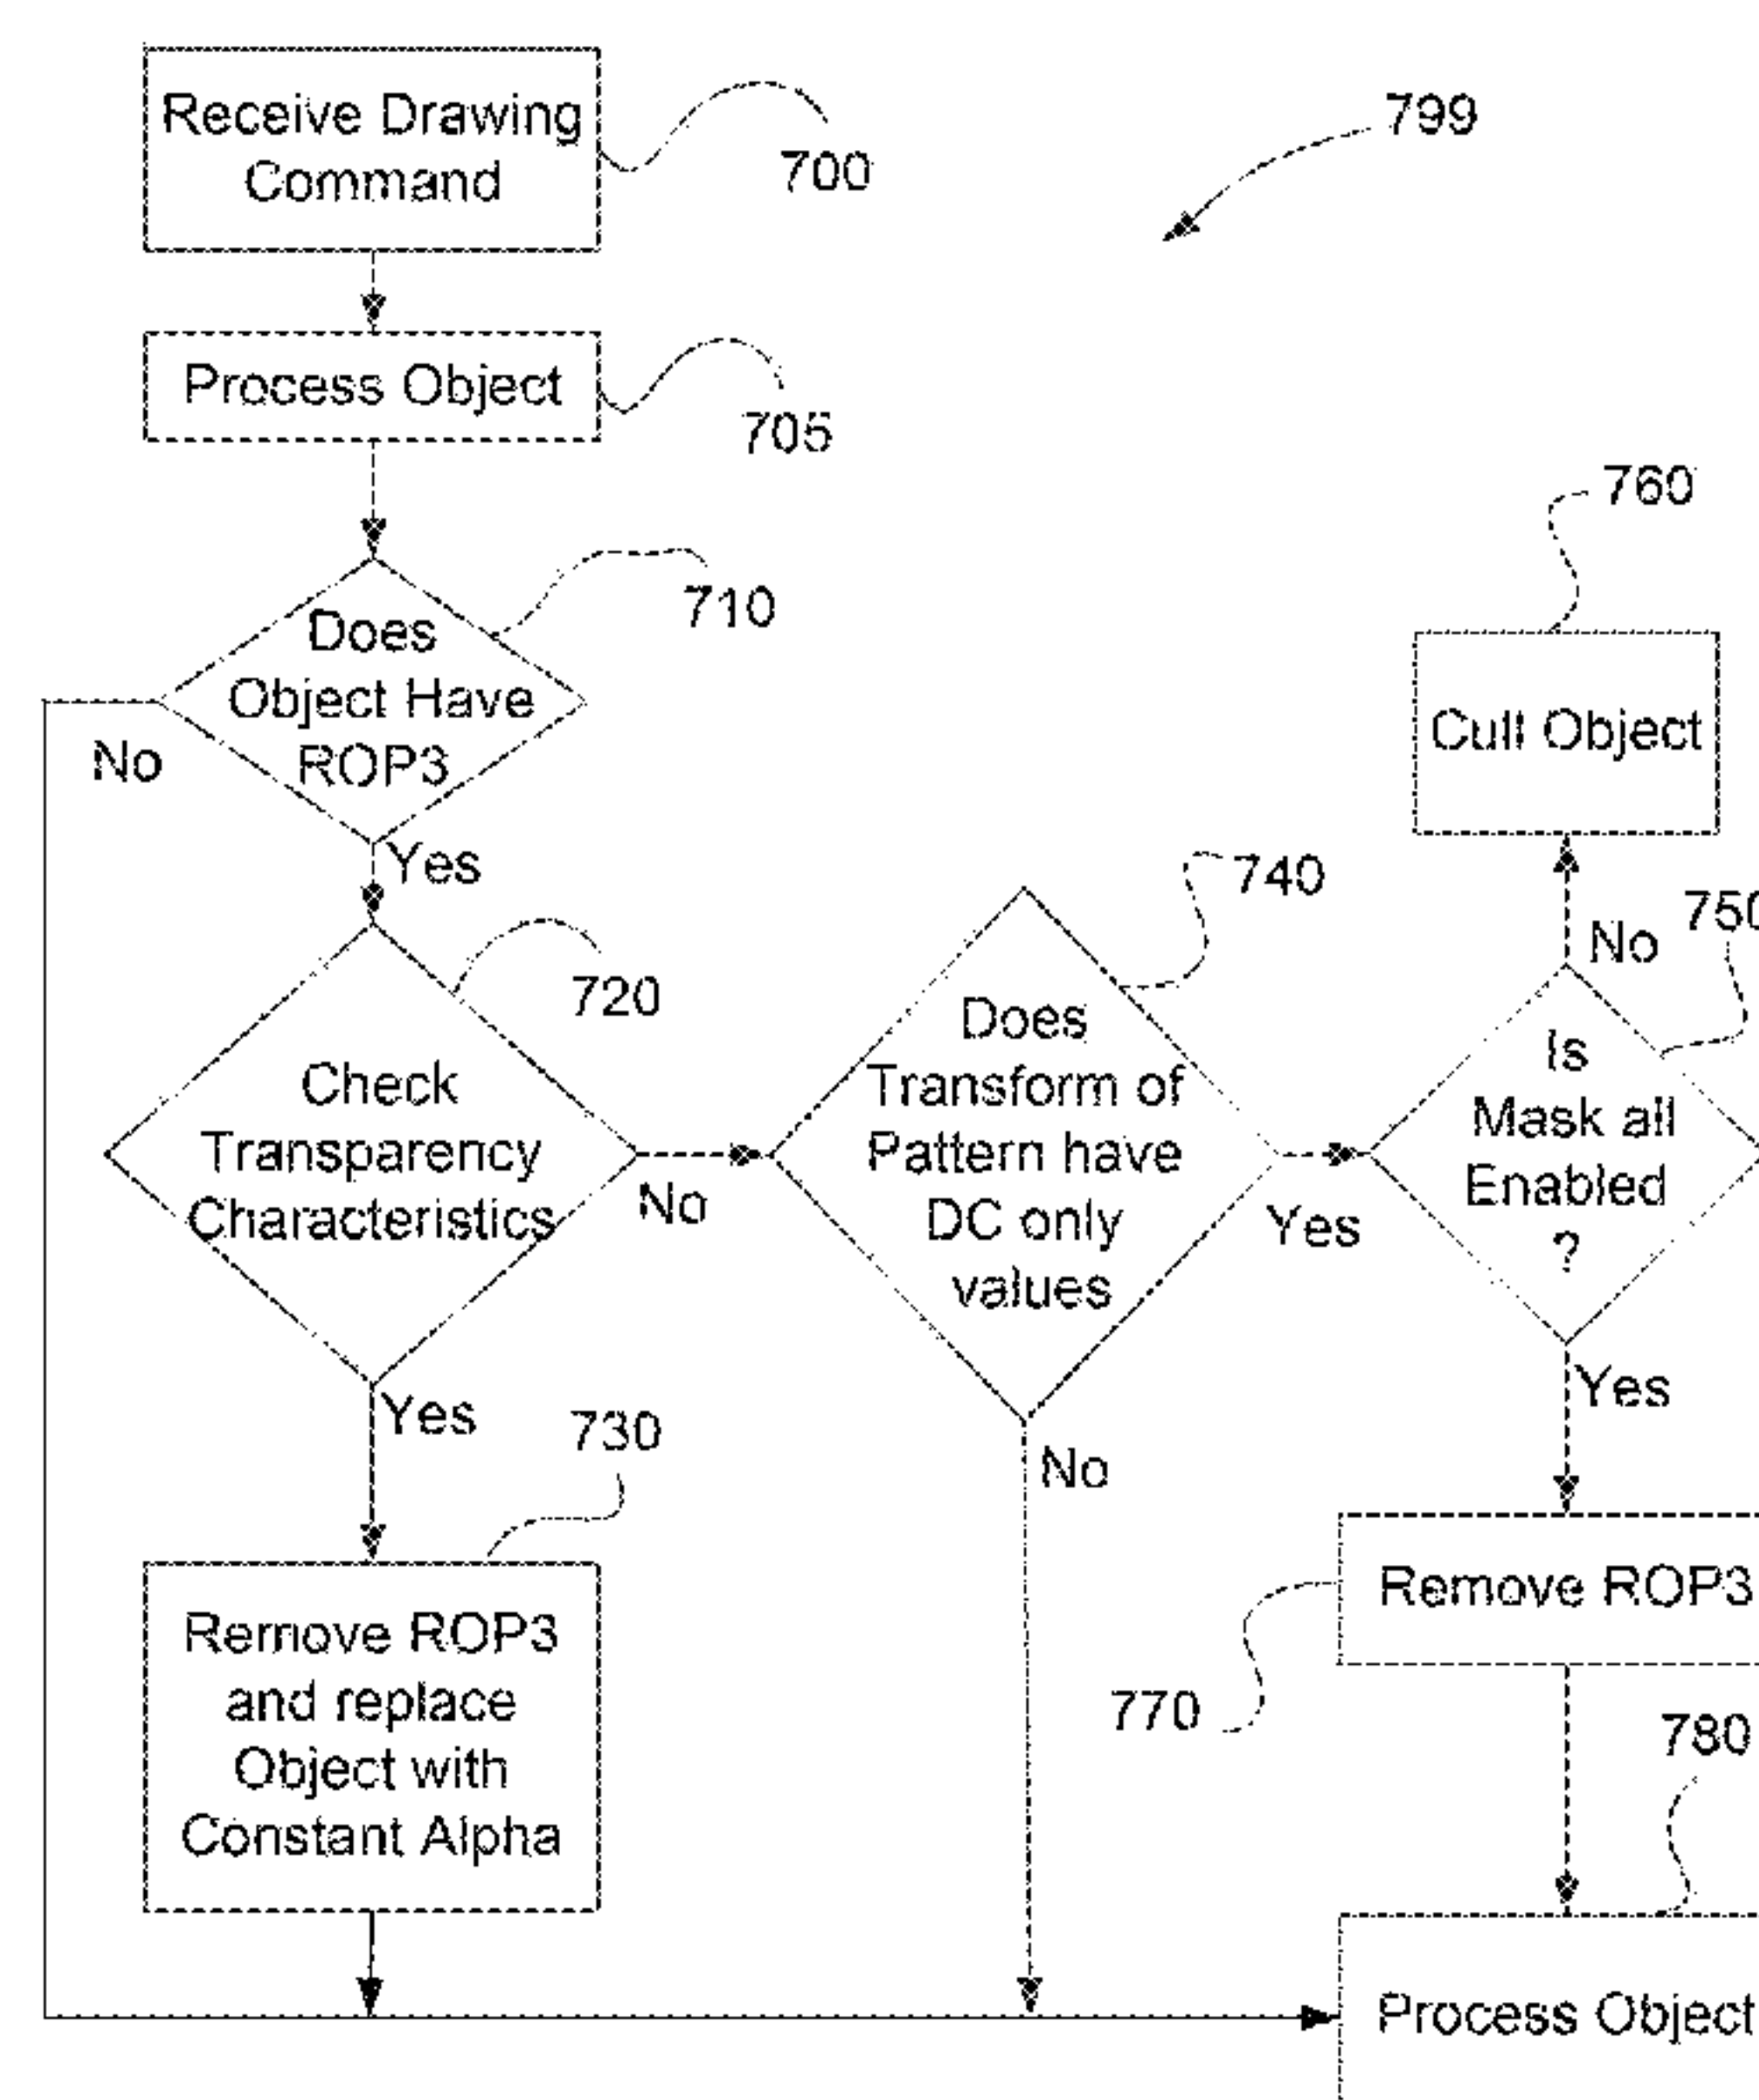 Receive Drawing
Command
700
799
Process Object
705
760
Does
Object Have
ROP3
710
No
Yes
Cull Object
Check
Transparency
Characteristics
720
No
Yes
Does
Transform of
Pattern have
DC only
values
740
Yes
No
Is
Mask all
Enabled
?
750
No
Yes
730
Remove ROP3
and replace
Object with
Constant Alpha
Remove ROP3
770
780
Process Object